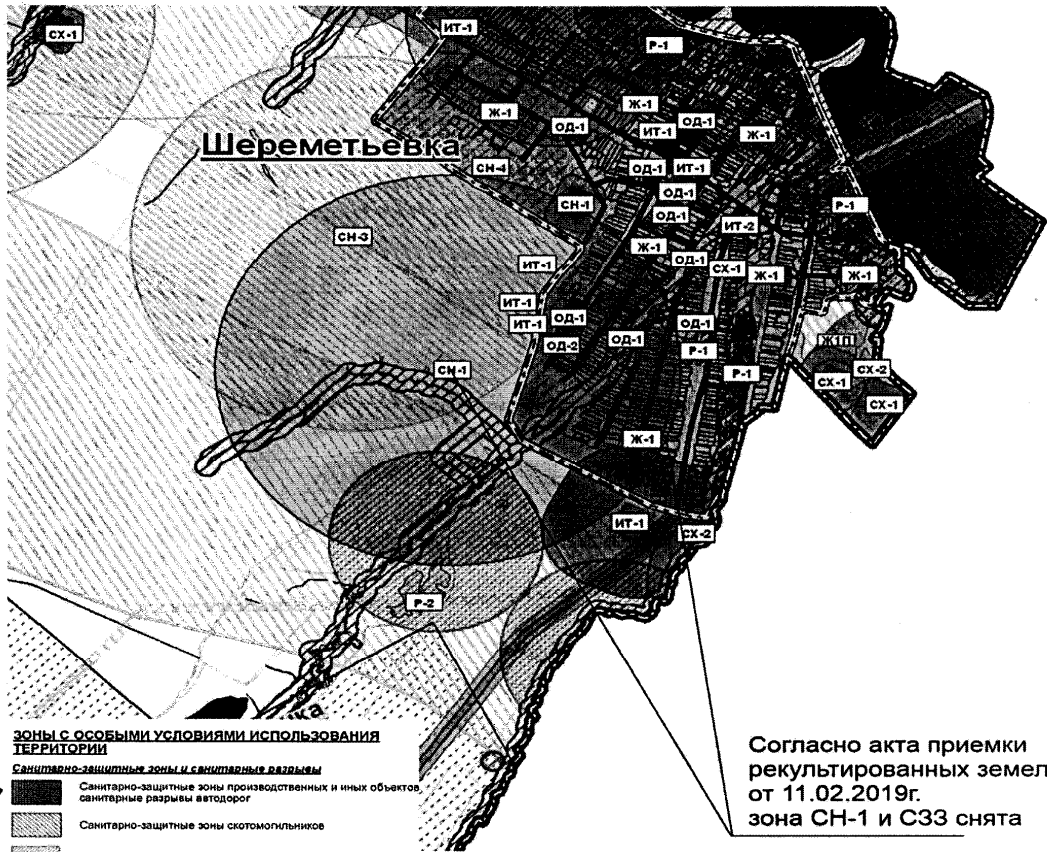 СХ-1
ИТ-1
Р-1
Ж-1
Ж-1
ОД-1
ОД-1
ИТ-1
Ж-1
Шереметьевка
СН-4
ОД-1
ИТ-1
ОД-1
СН-1
ОД-1
Р-1
ИТ-2
СН-3
Ж-1
ОД-1
ИТ-1
СХ-1
Ж-1
Ж-1
ИТ-1
ОД-1
ИТ-1
ОД-1
ОД-2
ОД-1
Ж1П
Р-1
СН-1
Р-1
СХ-2
СХ-1
СХ-1
Ж-1
ИТ-1
СХ-2
Р-2
ЗОНЫ С ОСОБЫМИ УСЛОВИЯМИ ИСПОЛЬЗОВАНИЯ
ТЕРРИТОРИИ
Санитарно-защитные зоны и санитарные разрывы
Санитарно-защитные зоны производственных и иных объектов,
санитарные разрывы автодорог
Санитарно-защитные зоны скотомогильников
Согласно акта приемки
рекультированных земел
от 11.02.2019г.
зона СН-1 и СЗЗ снята